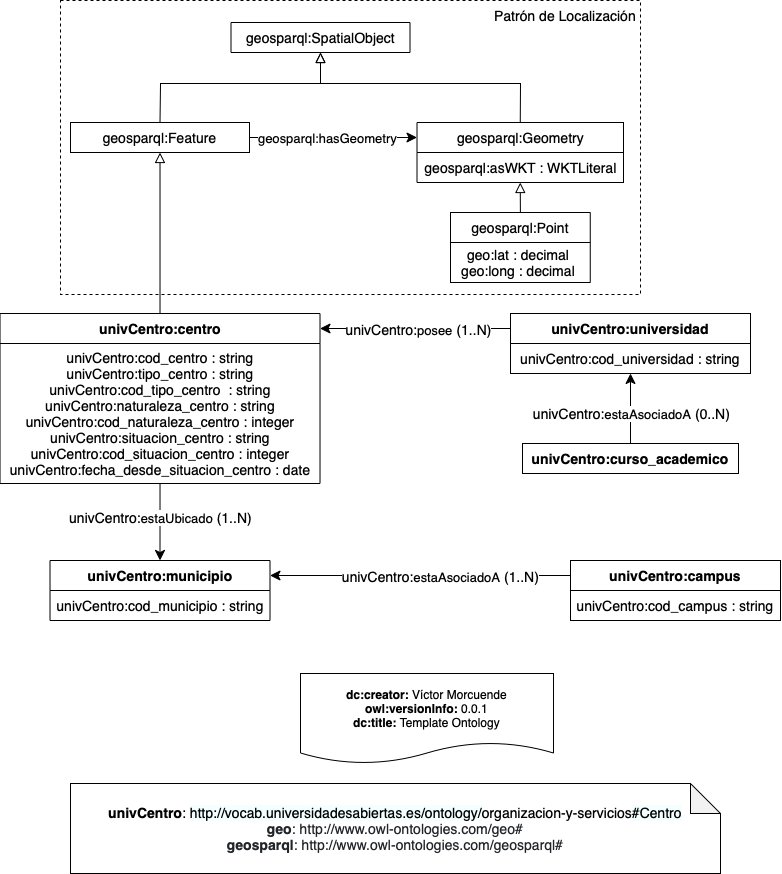 Patrón de Localización
geosparql:SpatialObject
geosparql:Feature
geosparql:hasGeometry
geosparql:Geometry
geosparql:asWKT : WKTLiteral
geosparql:Point
geo:lat : decimal
geo:long : decimal
univCentro:centro
univCentro:cod_centro : string
univCentro:tipo_centro : string
univCentro:cod_tipo_centro : string
univCentro:naturaleza_centro : string
univCentro:cod_naturaleza_centro : integer
univCentro:situacion_centro : string
univCentro:cod_situacion_centro : integer
univCentro:fecha_desde_situacion_centro : date
univCentro:posee (1..N)
univCentro:universidad
univCentro:cod_universidad : string
univCentro:estaAsociadoA (0..N)
univCentro:curso_academico
univCentro:estaUbicado (1..N)
univCentro:municipio
univCentro:cod_municipio : string
univCentro:estaAsociadoA (1..N)
univCentro:campus
univCentro:cod_campus : string
dc:creator: Víctor Morcuende
owl:versionInfo: 0.0.1
dc:title: Template Ontology
univCentro: http://vocab.universidadesabiertas.es/ontology/organizacion-y-servicios#Centro
geo: http://www.owl-ontologies.com/geo#
geosparql: http://www.owl-ontologies.com/geosparql#